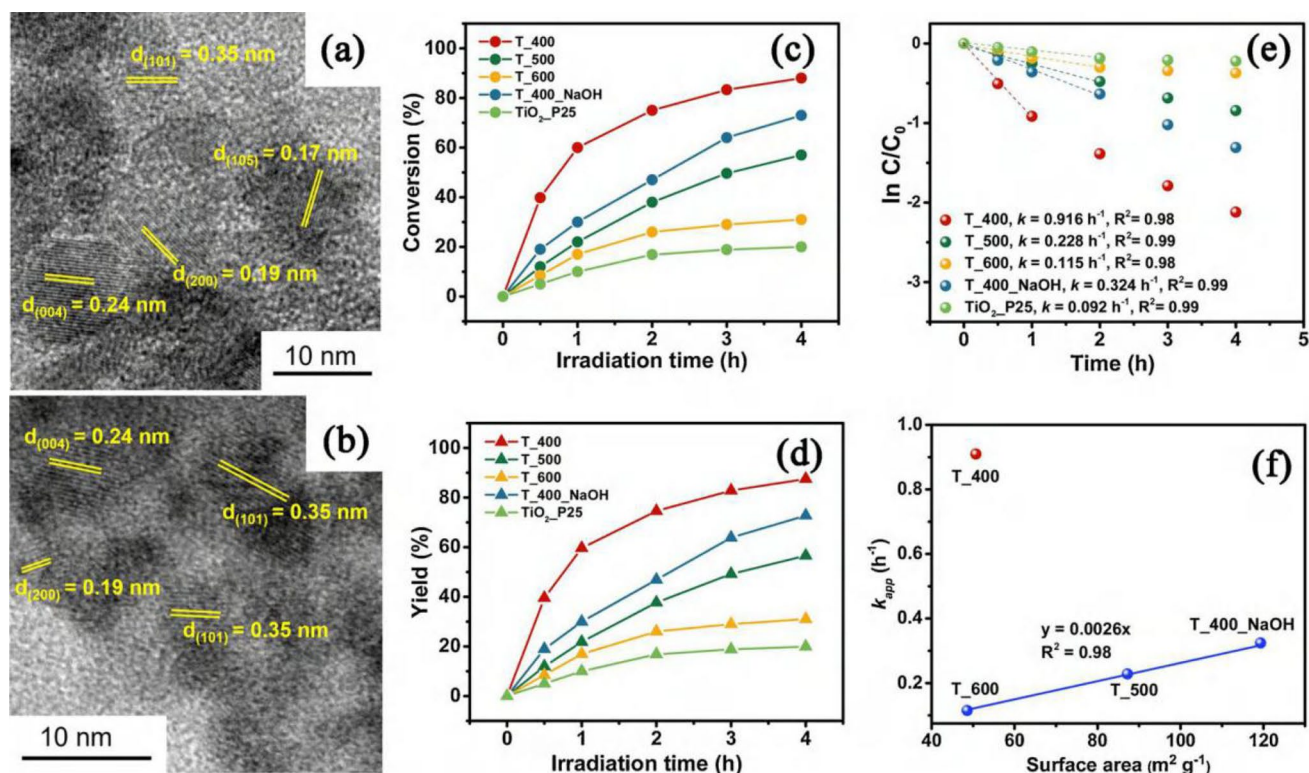 (a)
d(101) = 0.35 nm
d(105) = 0.17 nm
d(200) = 0.19 nm
d(004) = 0.24 nm
10 nm
(b)
d(004) = 0.24 nm
d(101) = 0.35 nm
d(200) = 0.19 nm
d(101) = 0.35 nm
10 nm
(c)
T_400
T_500
T_600
T_400_NaOH
TiO₂_P25
Conversion (%)
100
80
60
40
20
0
0 1 2 3 4
Irradiation time (h)
(d)
T_400
T_500
T_600
T_400_NaOH
TiO₂_P25
Yield (%)
100
80
60
40
20
0
0 1 2 3 4
Irradiation time (h)
(e)
ln C/C₀
0
-1
-2
-3
T_400, k = 0.916 h⁻¹, R²= 0.98
T_500, k = 0.228 h⁻¹, R²= 0.99
T_600, k = 0.115 h⁻¹, R²= 0.98
T_400_NaOH, k = 0.324 h⁻¹, R²= 0.99
TiO₂_P25, k = 0.092 h⁻¹, R²= 0.99
0 1 2 3 4 5
Time (h)
(f)
kapp (h⁻¹)
1.0
0.8
0.6
0.4
0.2
T_400
T_400_NaOH
y = 0.0026x
R² = 0.98
T_600
T_500
40 60 80 100 120
Surface area (m² g⁻¹)